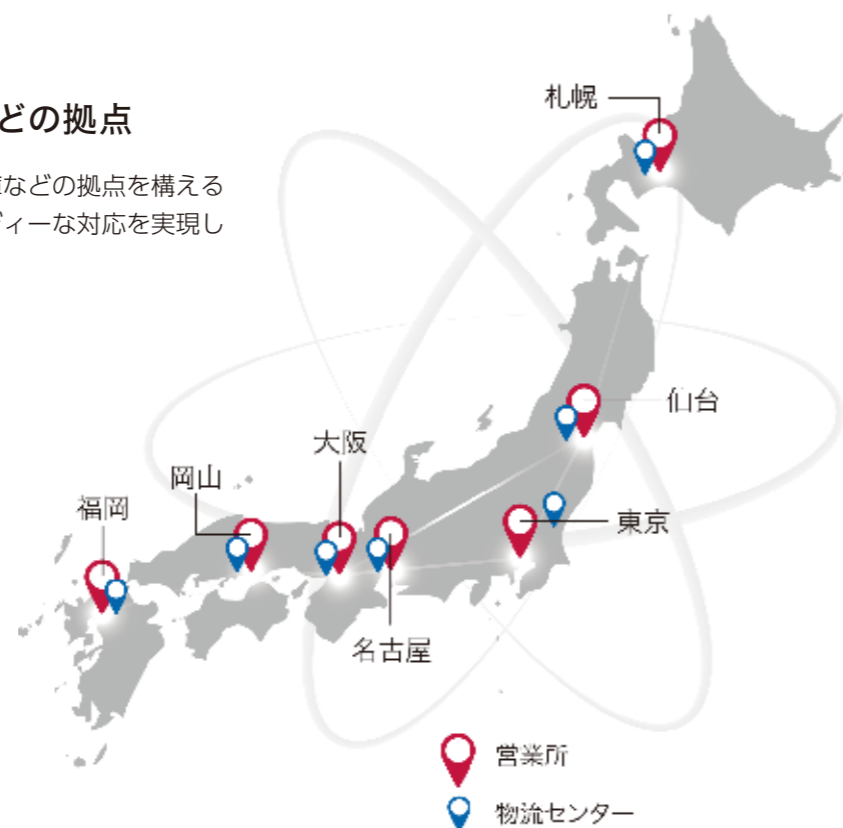 どの拠点
などの拠点を構える
ディーな対応を実現し
札幌
仙台
大阪
岡山
福岡
東京
名古屋
営業所
物流センター